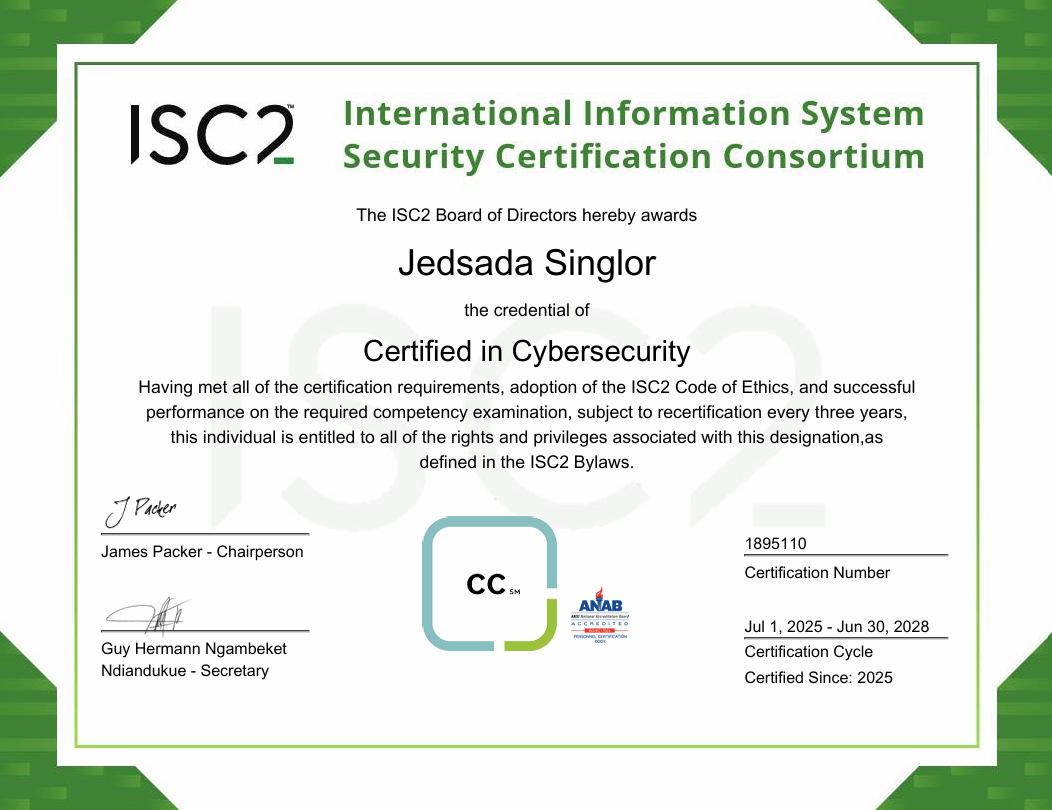 ISC2™
International Information System
Security Certification Consortium
The ISC2 Board of Directors hereby awards
Jedsada Singlor
the credential of
Certified in Cybersecurity
Having met all of the certification requirements, adoption of the ISC2 Code of Ethics, and successful
performance on the required competency examination, subject to recertification every three years,
this individual is entitled to all of the rights and privileges associated with this designation,as
defined in the ISC2 Bylaws.
J Packer
James Packer - Chairperson
Guy Hermann Ngambeket
Ndiandukue - Secretary
CC SM
ANAB
ANSI National Accreditation Board
ACCREDITED
PERSONNEL CERTIFICATION
BODY
1895110
Certification Number
Jul 1, 2025 - Jun 30, 2028
Certification Cycle
Certified Since: 2025